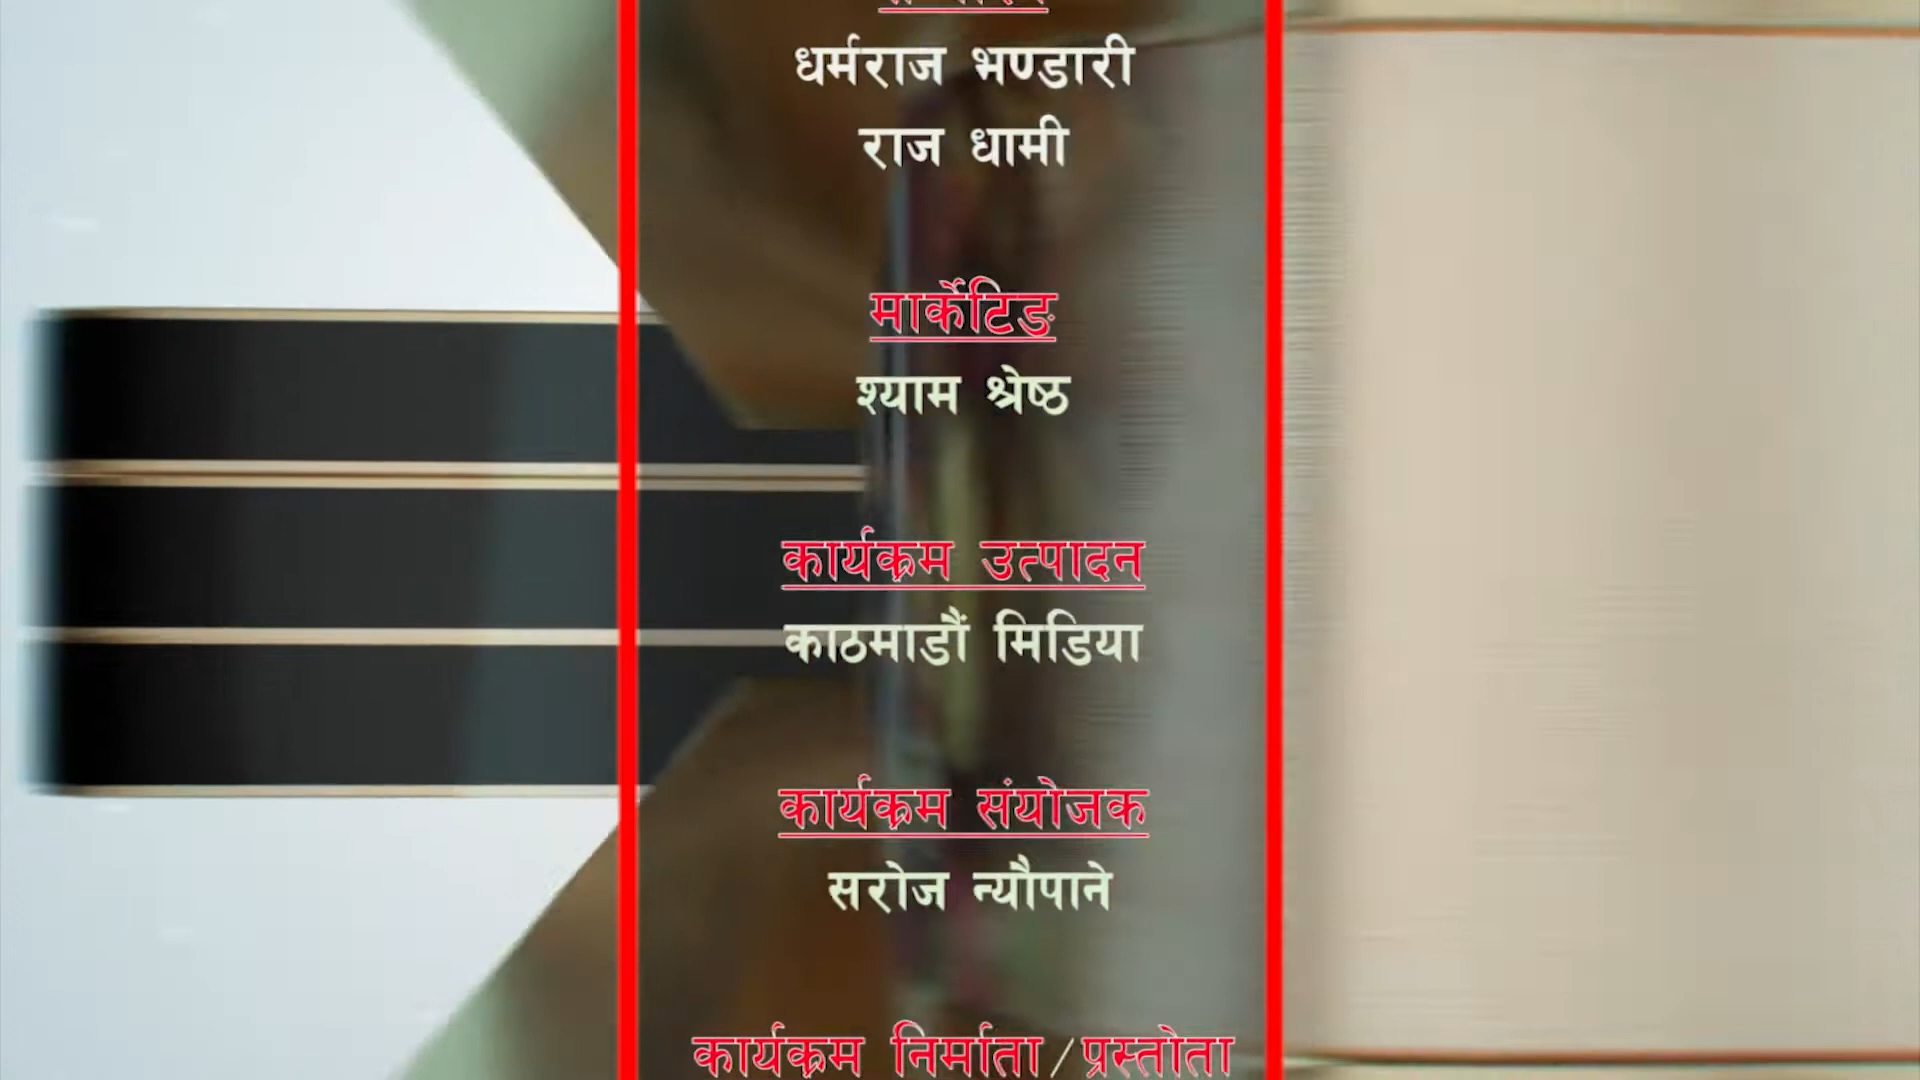 धर्मराज भण्डारी
राज धामी
मार्केटिङ
श्याम श्रेष्ठ
कार्यक्रम उत्पादन
काठमाडौं मिडिया
कार्यक्रम संयोजक
सरोज न्यौपाने
कार्यक्रम निर्माता/प्रस्तोता